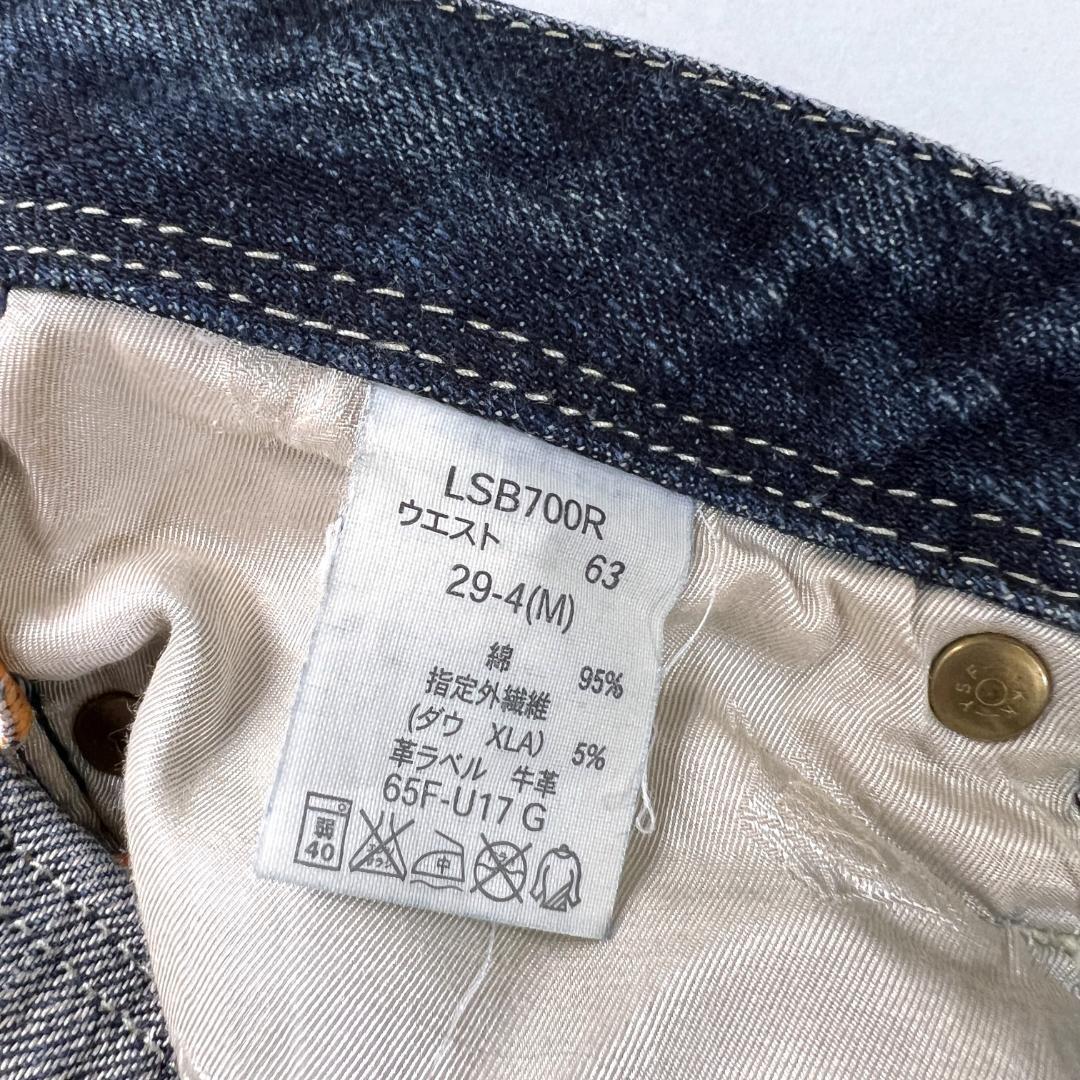 LSB700R
ウエスト 63
29-4(M)
綿 95%
指定外繊維
(ダウ XLA) 5%
革ラベル 牛革
65F-U17 G
弱 40 中